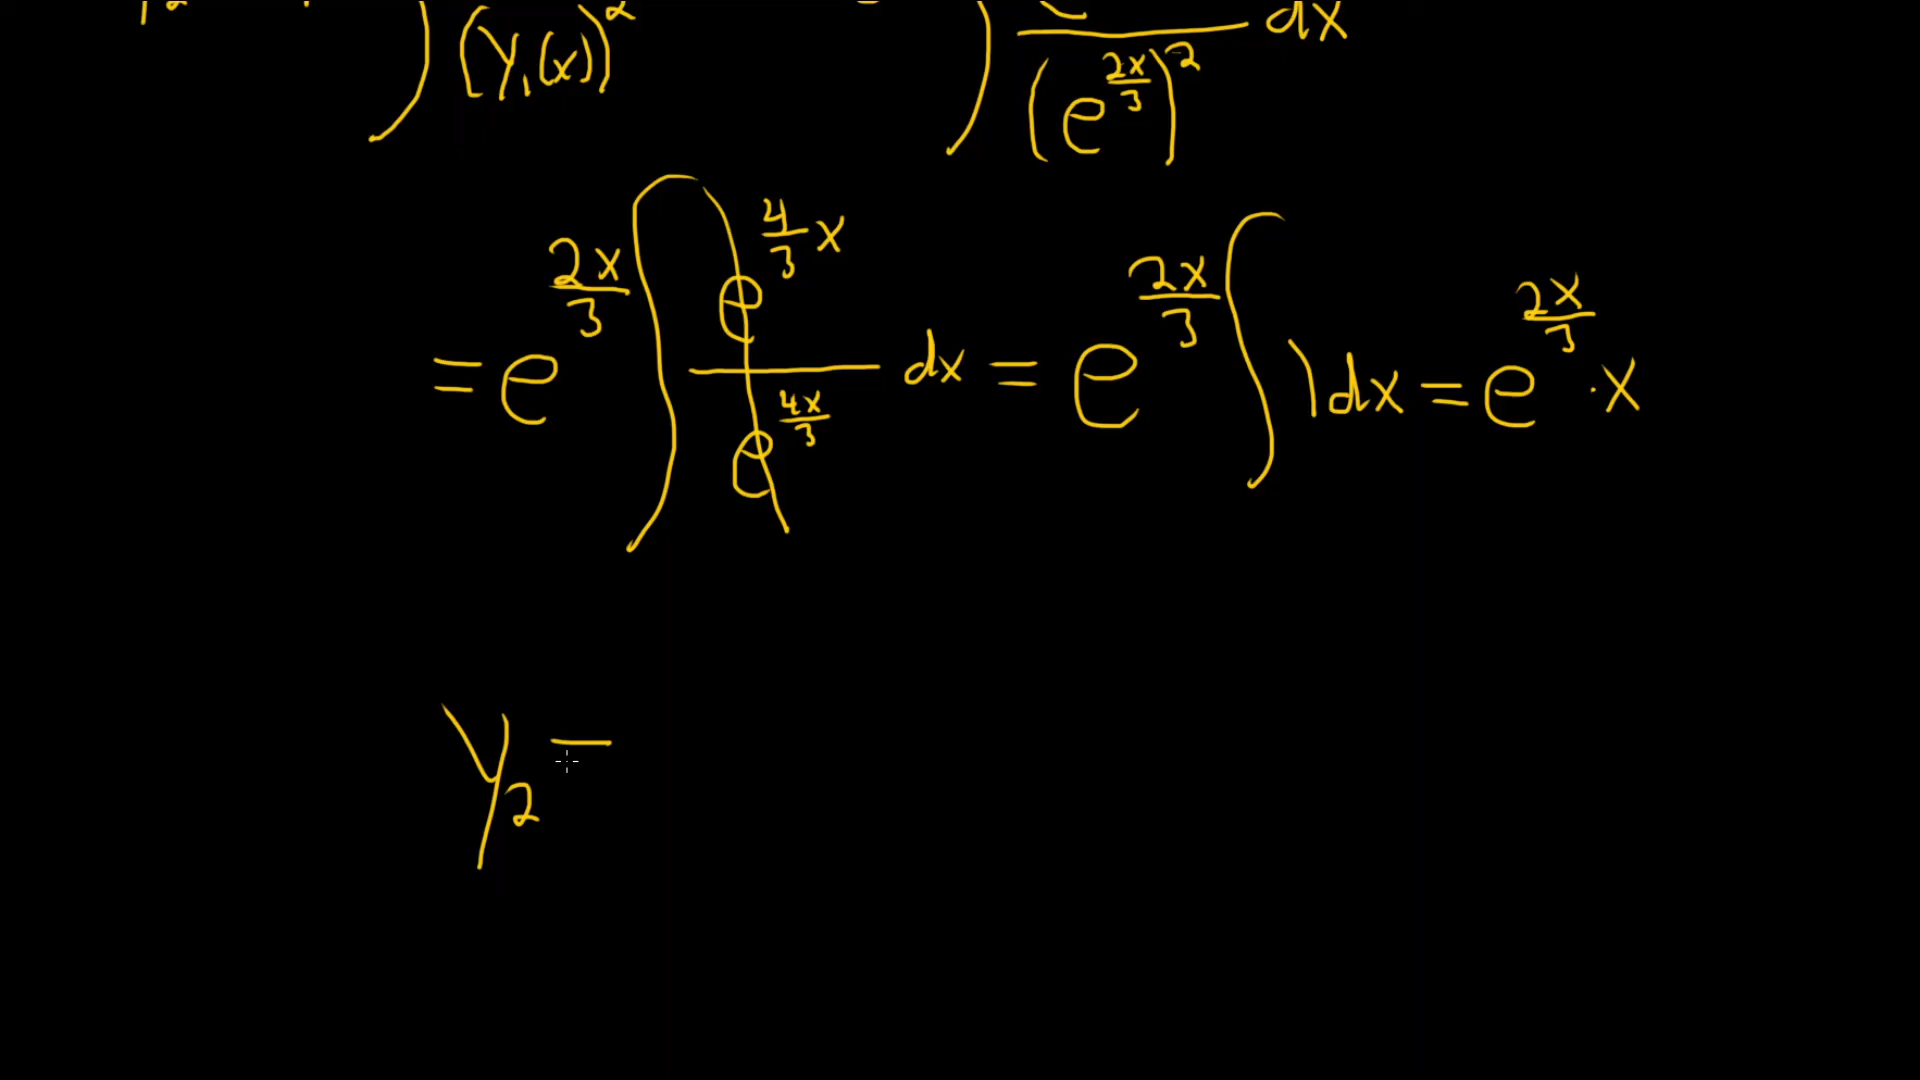 (y₁(x))² ∫ (e^(2x/3))² dx
= e^(2x/3) ∫ e^(4/3 x) / e^(4x/3) dx = e^(2x/3) ∫ 1dx = e^(2x/3) · x
y₂ =